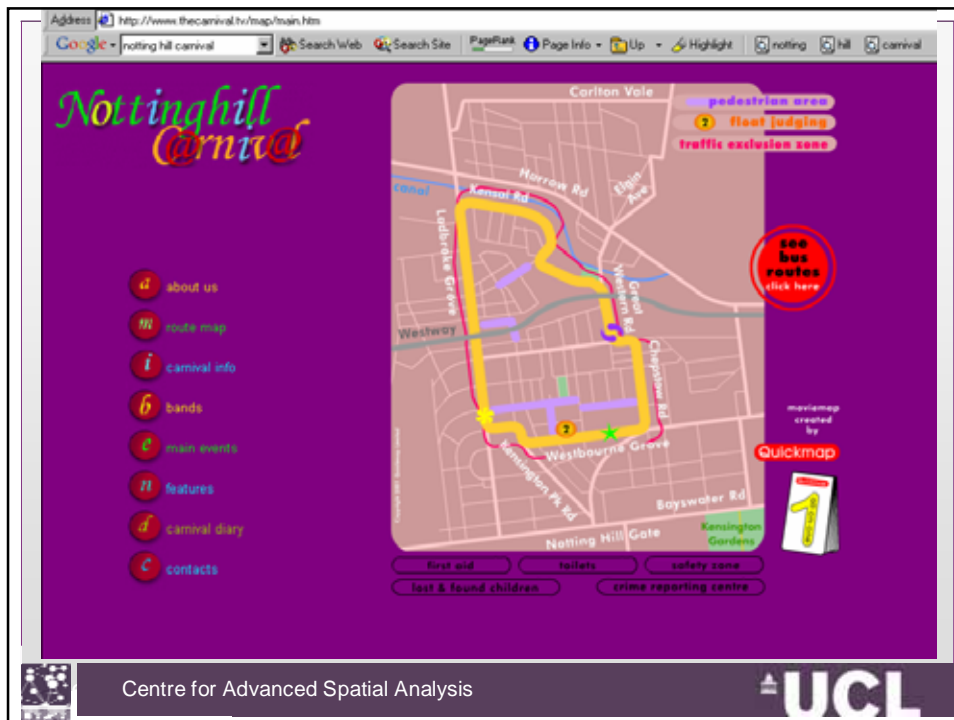 Address http://www.thecarnival.tv/map/main.htm
Google notting hill carnival Search Web Search Site PageRank Page Info Up Highlight notting hill carnival
Nottinghill
C@rniv@l
Carlton Vale
pedestrian area
2 float judging
traffic exclusion zone
Harrow Rd
Elgin Ave
canal
Kensal Rd
Ladbroke Grove
Great Western Rd
Westway
Chepstow Rd
2
Westbourne Grove
Kensington Pk Rd
Bayswater Rd
Notting Hill Gate
Kensington
Gardens
see
bus
routes
click here
a about us
m route map
i carnival info
b bands
e main events
n features
d carnival diary
c contacts
moviemap
created
by
Quickmap
1
first aid
toilets
safety zone
lost & found children
crime reporting centre
Centre for Advanced Spatial Analysis
UCL